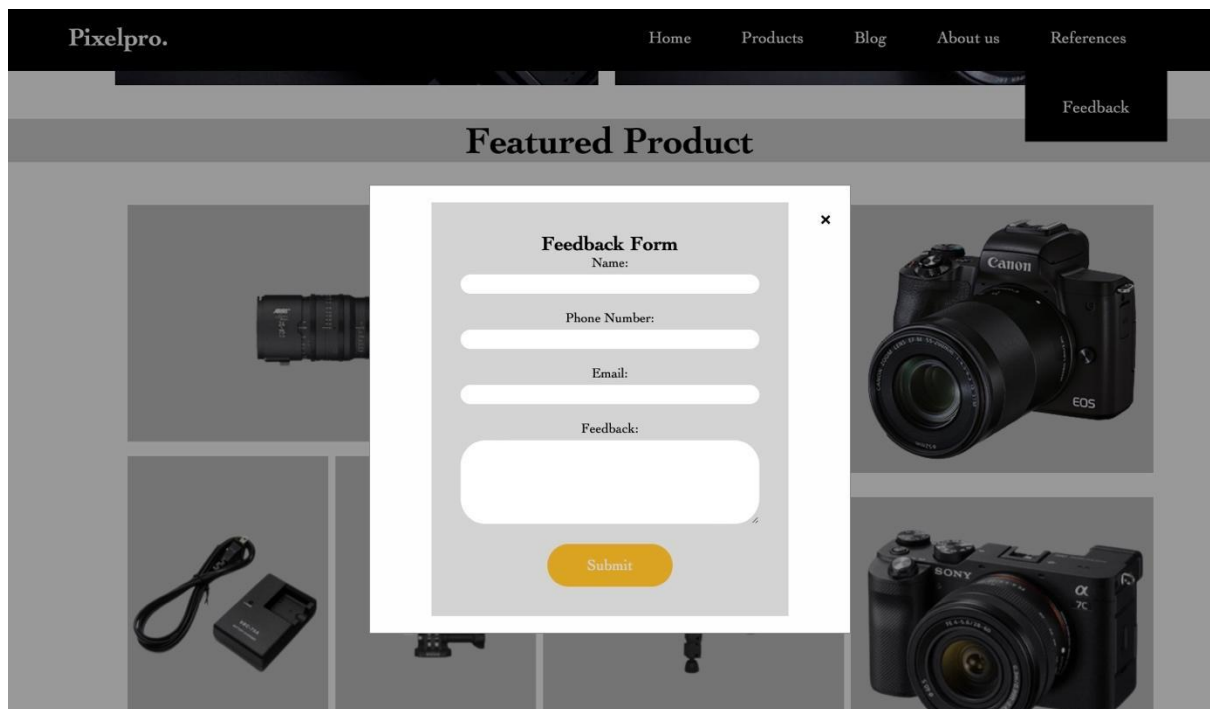 Pixelpro.
Home Products Blog About us References
Feedback
Featured Product
×
Feedback Form
Name:
Phone Number:
Email:
Feedback:
Submit
Canon
EOS
SONY
α
7C